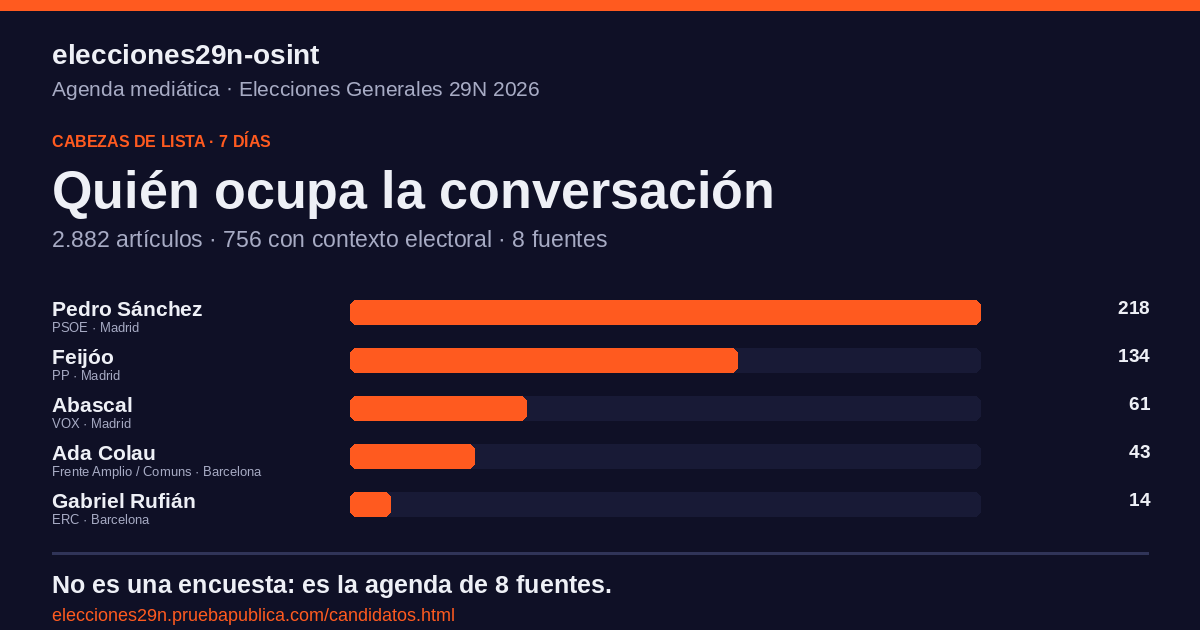 elecciones29n-osint
Agenda mediática · Elecciones Generales 29N 2026
CABEZAS DE LISTA · 7 DÍAS
Quién ocupa la conversación
2.882 artículos · 756 con contexto electoral · 8 fuentes
Pedro Sánchez 218
PSOE · Madrid
Feijóo 134
PP · Madrid
Abascal 61
VOX · Madrid
Ada Colau 43
Frente Amplio / Comuns · Barcelona
Gabriel Rufián 14
ERC · Barcelona
No es una encuesta: es la agenda de 8 fuentes.
elecciones29n.pruebapublica.com/candidatos.html